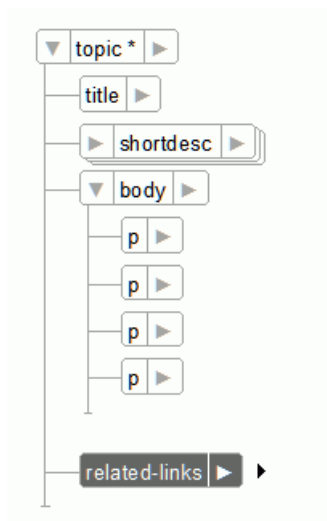 topic *
title
shortdesc
body
p
p
p
p
related-links